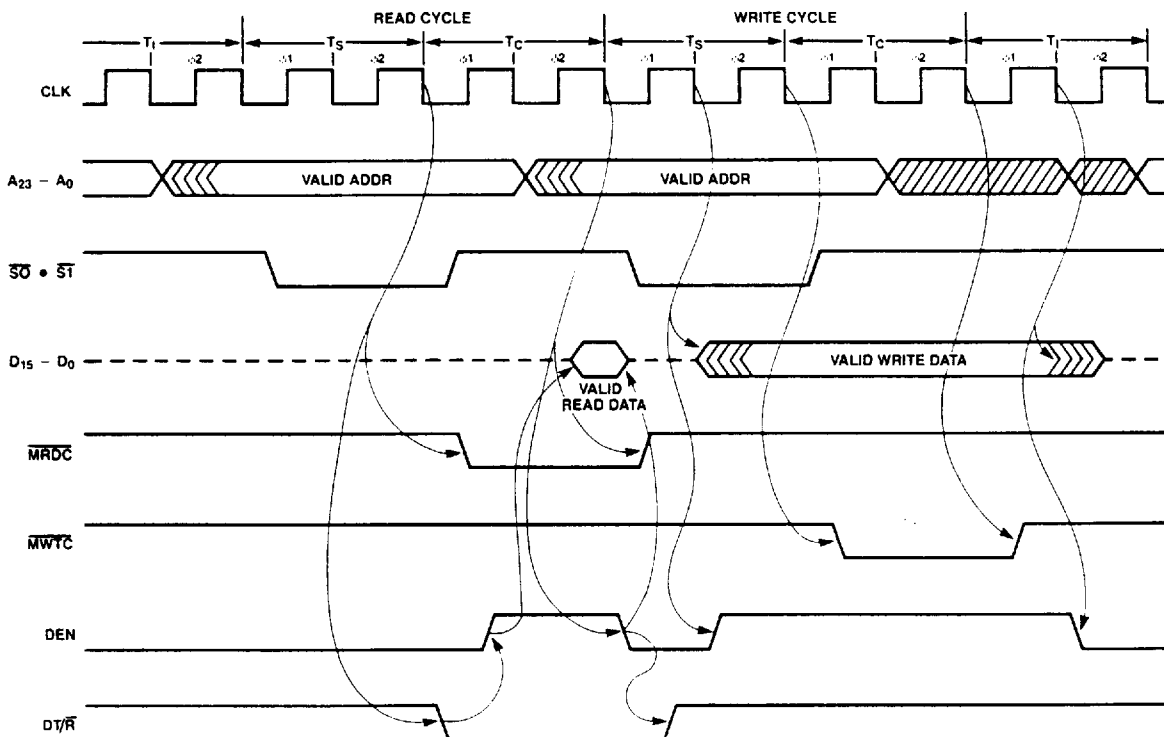 READ CYCLE WRITE CYCLE
TI TS TC TS TC TI
φ2 φ1 φ2 φ1 φ2 φ1 φ2 φ1 φ2 φ1 φ2
CLK
A23 – A0 VALID ADDR VALID ADDR
S0 • S1
D15 – D0 VALID WRITE DATA
VALID
READ DATA
MRDC
MWTC
DEN
DT/R